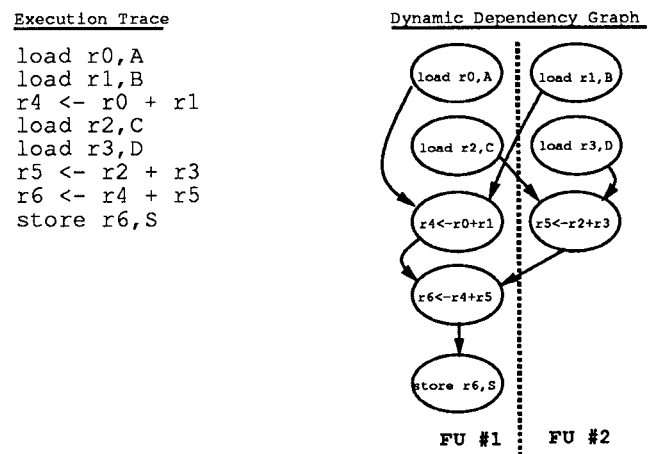 Execution Trace
load r0,A
load r1,B
r4 <- r0 + r1
load r2,C
load r3,D
r5 <- r2 + r3
r6 <- r4 + r5
store r6,S
Dynamic Dependency Graph
load r0,A
load r1,B
load r2,C
load r3,D
r4<-r0+r1
r5<-r2+r3
r6<-r4+r5
store r6,S
FU #1
FU #2